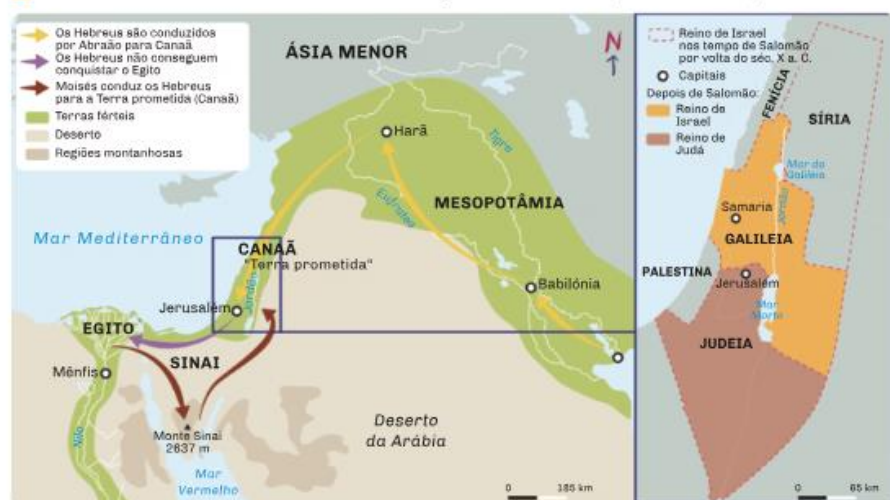 Os Hebreus são conduzidos
por Abraão para Canaã
Os Hebreus não conseguem
conquistar o Egito
Moisés conduz os Hebreus
para a Terra prometida (Canaã)
Terras férteis
Deserto
Regiões montanhosas
ÁSIA MENOR
N
Harã
Tigre
Eufrates
MESOPOTÂMIA
Mar Mediterrâneo
CANAÃ
"Terra prometida"
Jordão
Jerusalém
Babilónia
EGITO
SINAI
Mênfis
Nilo
Monte Sinai
2637 m
Mar
Vermelho
Deserto
da Arábia
0 185 km
Reino de Israel
nos tempo de Salomão
por volta do séc. X a. C.
Capitais
Depois de Salomão:
Reino de
Israel
Reino de
Judá
FENÍCIA
SÍRIA
Mar da
Galileia
Jordão
Samaria
GALILEIA
PALESTINA
Jerusalém
Mar
Morto
JUDEIA
0 65 km